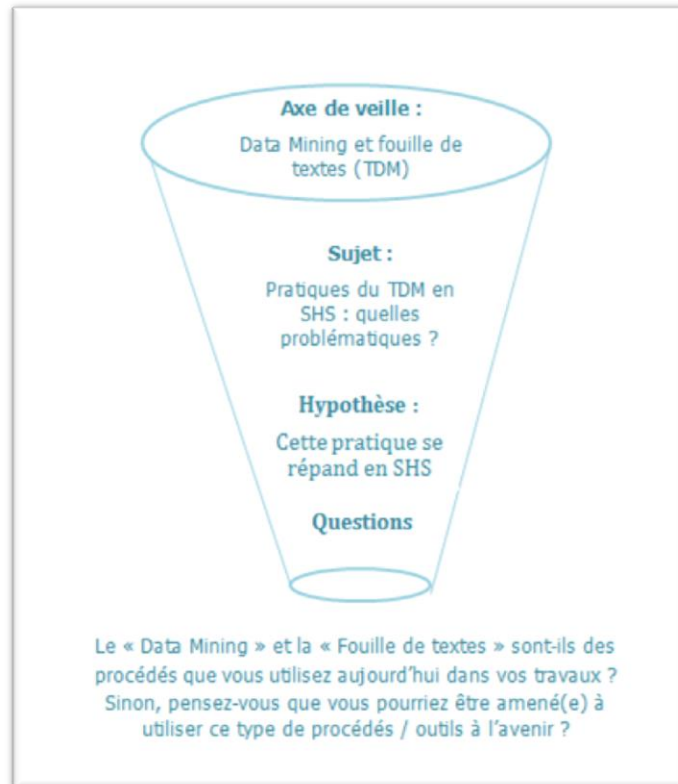 Axe de veille :
Data Mining et fouille de
textes (TDM)
Sujet :
Pratiques du TDM en
SHS : quelles
problématiques ?
Hypothèse :
Cette pratique se
répand en SHS
Questions
Le « Data Mining » et la « Fouille de textes » sont-ils des
procédés que vous utilisez aujourd’hui dans vos travaux ?
Sinon, pensez-vous que vous pourriez être amené(e) à
utiliser ce type de procédés / outils à l’avenir ?